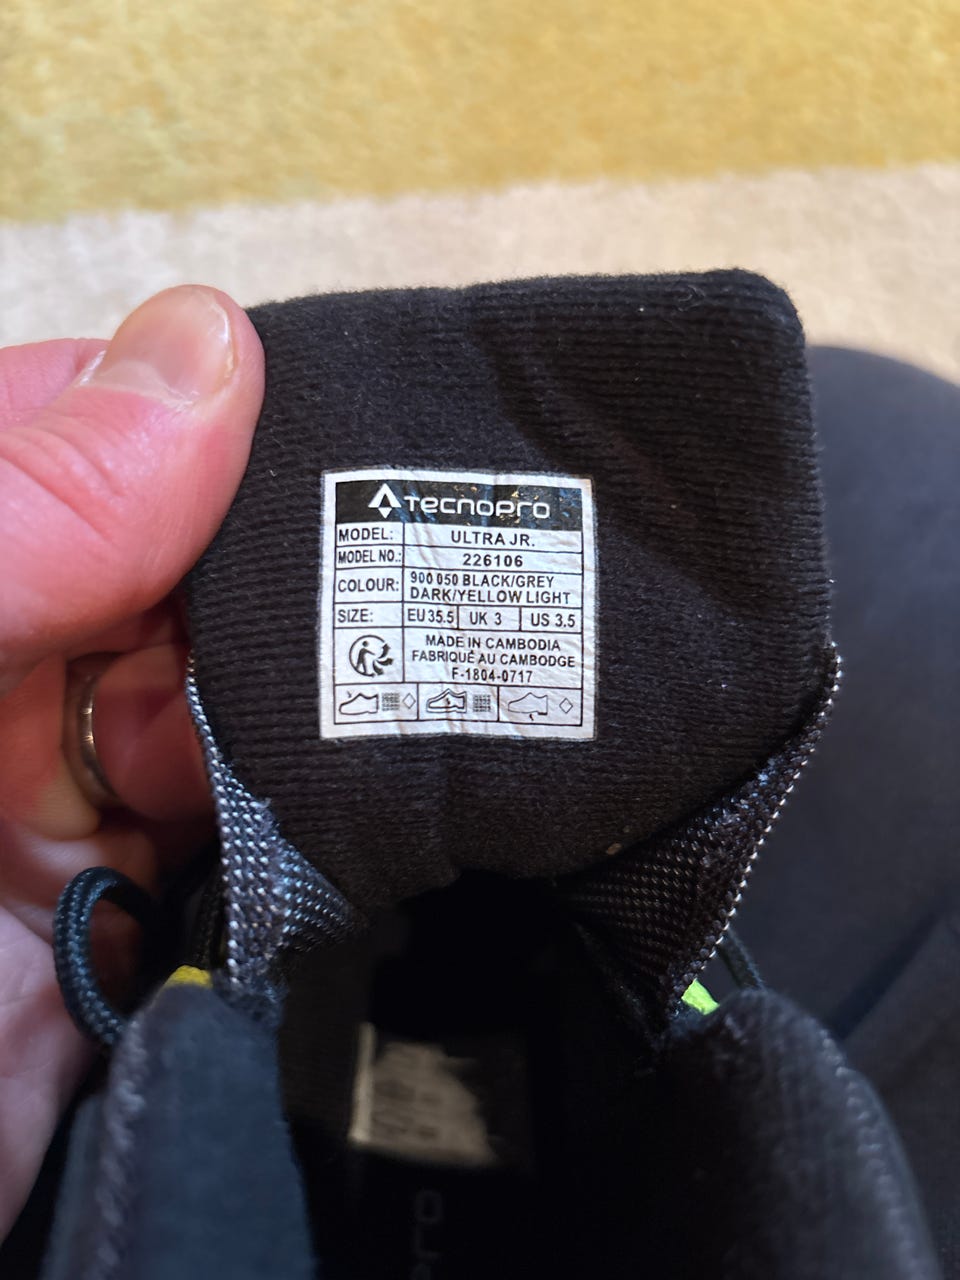 TECNOPRO
MODEL: ULTRA JR.
MODEL NO.: 226106
COLOUR: 900 050 BLACK/GREY
DARK/YELLOW LIGHT
SIZE: EU 35.5 UK 3 US 3.5
MADE IN CAMBODIA
FABRIQUÉ AU CAMBODGE
F-1804-0717